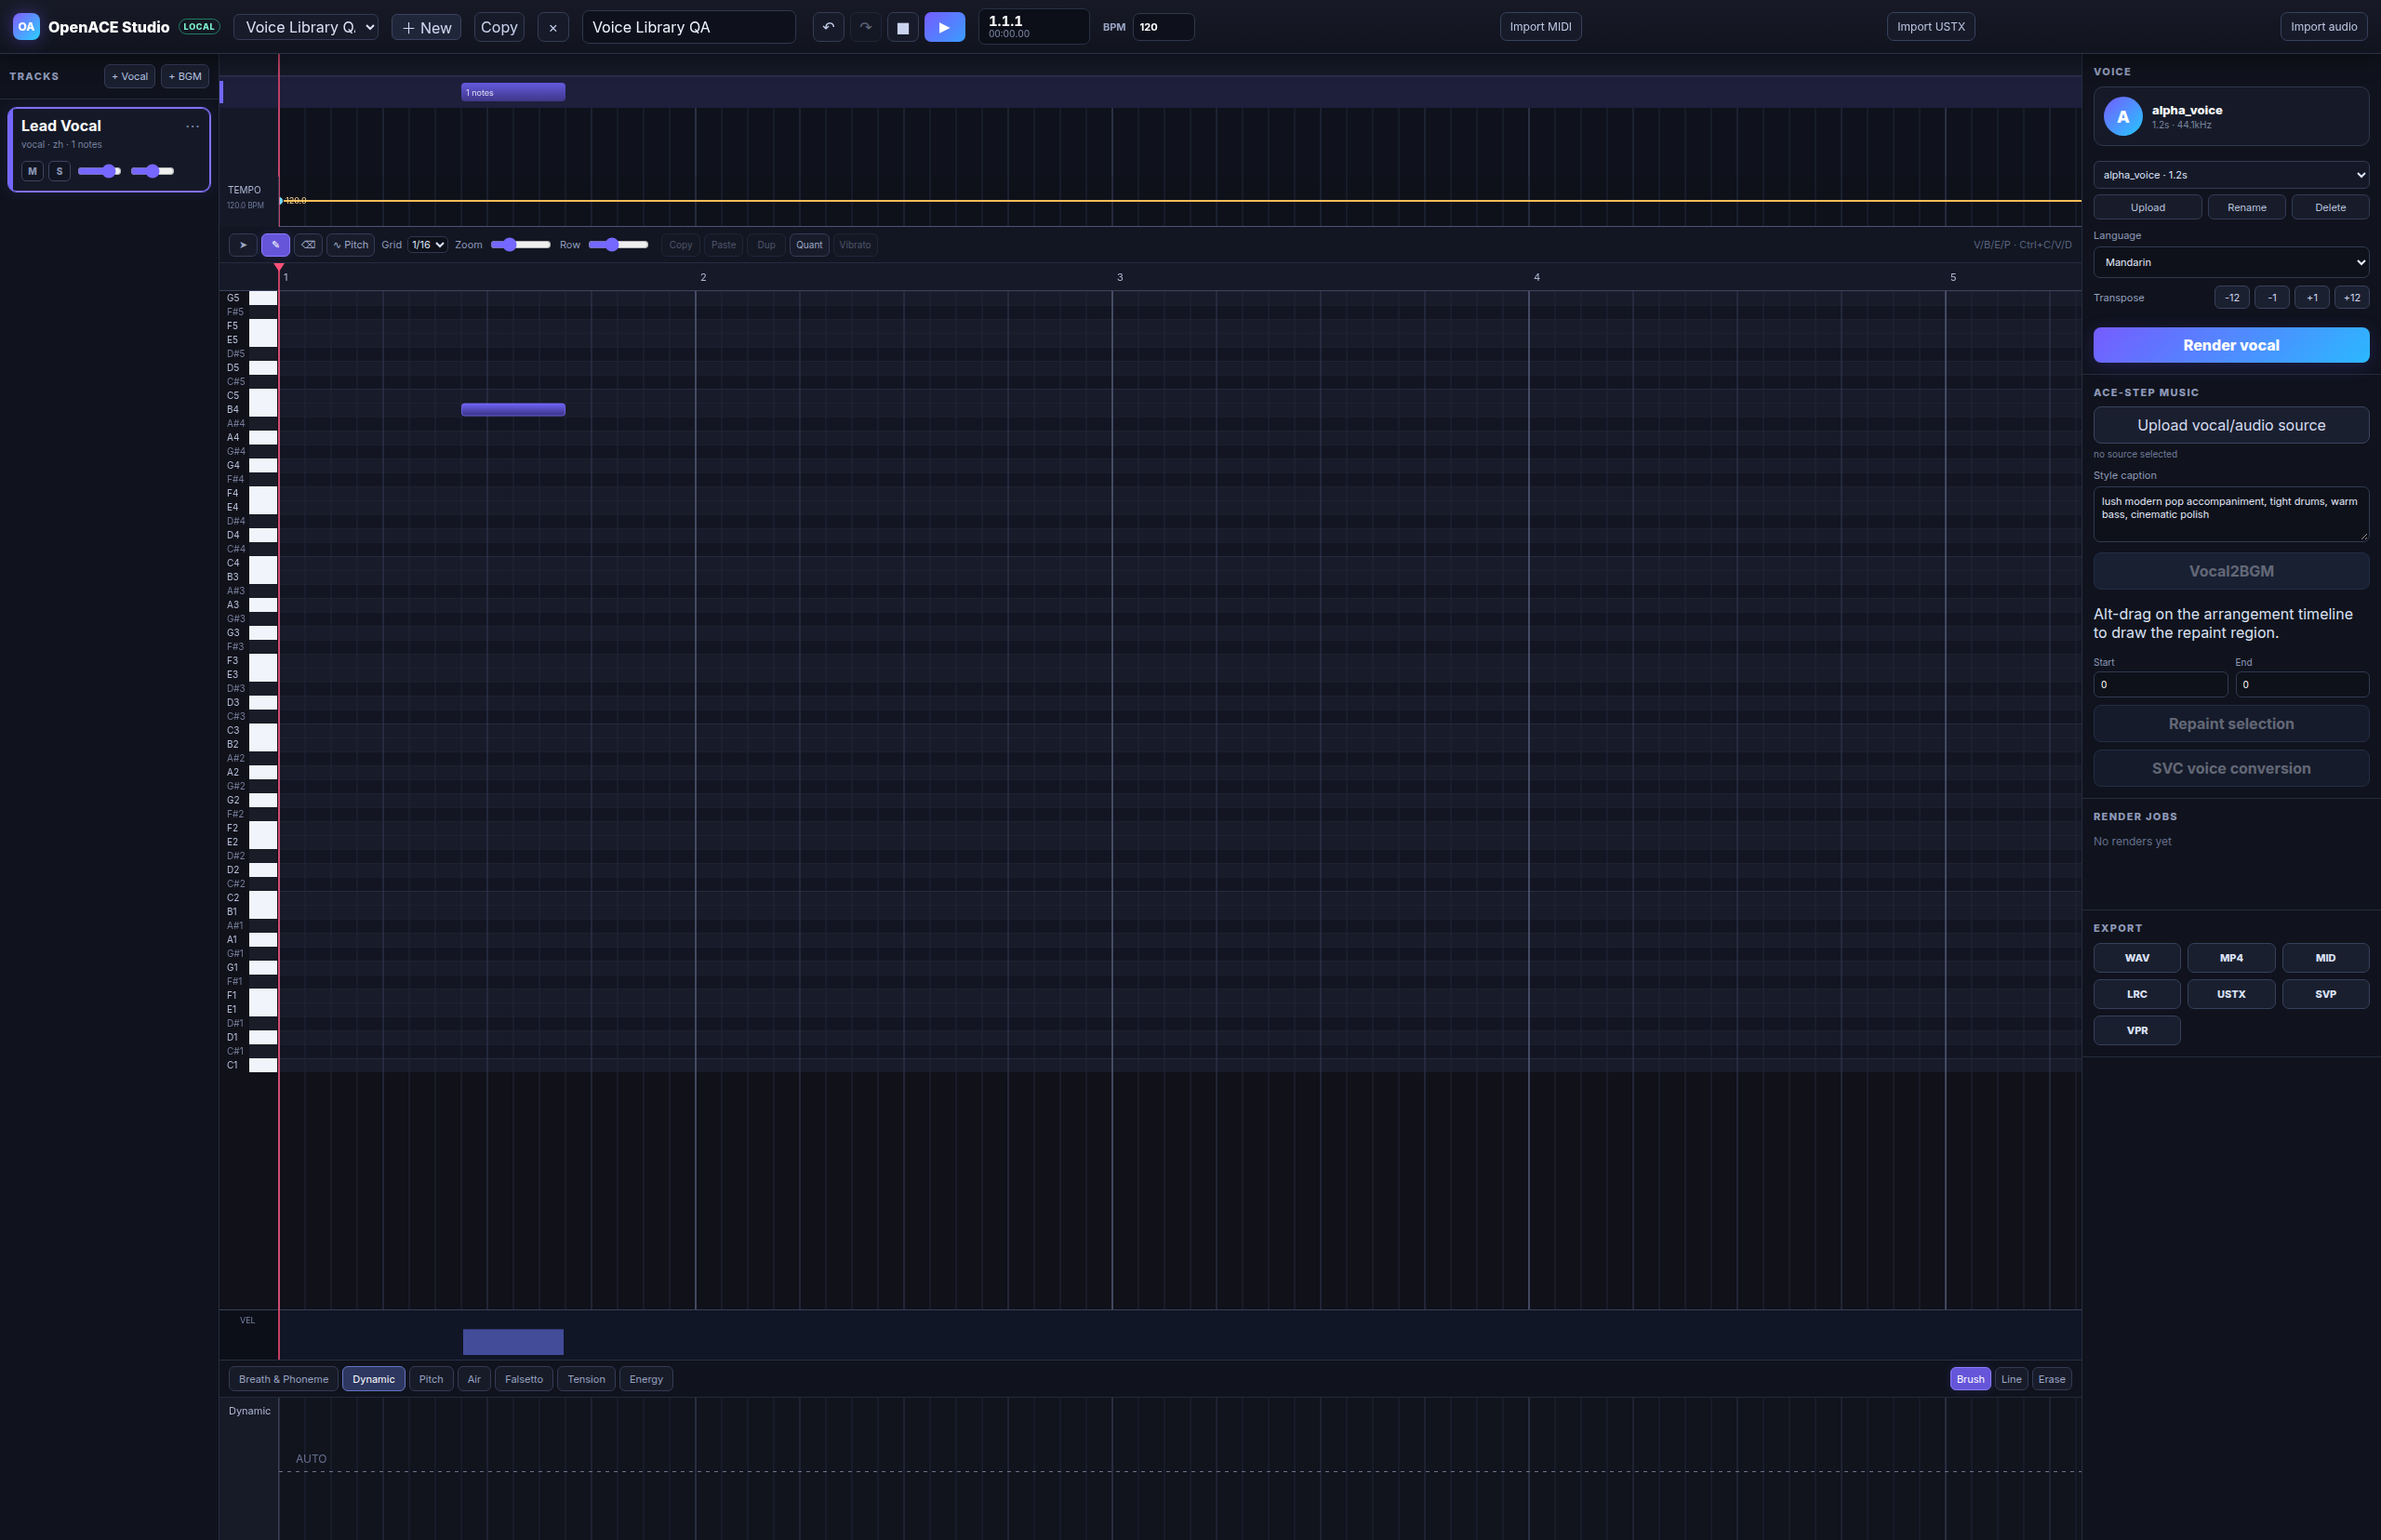 OA OpenACE Studio LOCAL Voice Library Q. + New Copy × Voice Library QA 1.1.1 BPM 120 Import MIDI Import USTX Import audio
00:00.00
TRACKS + Vocal + BGM
Lead Vocal ...
vocal · zh · 1 notes
M S
1 notes
TEMPO
120.0 BPM
120.0
∿ Pitch Grid 1/16 Zoom Row Copy Paste Dup Quant Vibrato V/B/E/P · Ctrl+C/V/D
1 2 3 4 5
G5
F#5
F5
E5
D#5
D5
C#5
C5
B4
A#4
A4
G#4
G4
F#4
F4
E4
D#4
D4
C#4
C4
B3
A#3
A3
G#3
G3
F#3
F3
E3
D#3
D3
C#3
C3
B2
A#2
A2
G#2
G2
F#2
F2
E2
D#2
D2
C#2
C2
B1
A#1
A1
G#1
G1
F#1
F1
E1
D#1
D1
C#1
C1
VEL
Breath & Phoneme Dynamic Pitch Air Falsetto Tension Energy Brush Line Erase
Dynamic
AUTO
VOICE
A
alpha_voice
1.2s · 44.1kHz
alpha_voice · 1.2s
Upload Rename Delete
Language
Mandarin
Transpose -12 -1 +1 +12
Render vocal
ACE-STEP MUSIC
Upload vocal/audio source
no source selected
Style caption
lush modern pop accompaniment, tight drums, warm
bass, cinematic polish
Vocal2BGM
Alt-drag on the arrangement timeline
to draw the repaint region.
Start End
0 0
Repaint selection
SVC voice conversion
RENDER JOBS
No renders yet
EXPORT
WAV MP4 MID
LRC USTX SVP
VPR